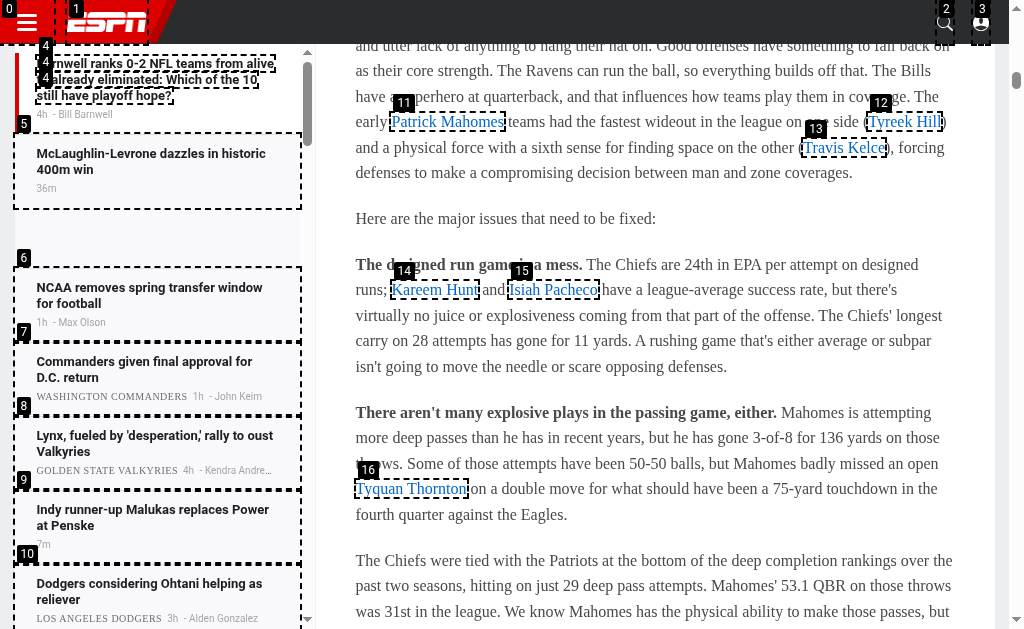 0
1
ESPN
2
3
4
4
4
Barnwell ranks 0-2 NFL teams from alive
to already eliminated: Which of the 10
still have playoff hope?
4h - Bill Barnwell
5
McLaughlin-Levrone dazzles in historic
400m win
36m
6
NCAA removes spring transfer window
for football
1h - Max Olson
7
Commanders given final approval for
D.C. return
WASHINGTON COMMANDERS 1h - John Keim
8
Lynx, fueled by 'desperation,' rally to oust
Valkyries
GOLDEN STATE VALKYRIES 4h - Kendra Andre...
9
Indy runner-up Malukas replaces Power
at Penske
7m
10
Dodgers considering Ohtani helping as
reliever
LOS ANGELES DODGERS 3h - Alden Gonzalez
and utter lack of anything to hang their hat on. Good offenses have something to fall back on
as their core strength. The Ravens can run the ball, so everything builds off that. The Bills
have a superhero at quarterback, and that influences how teams play them in coverage. The
11
12
early Patrick Mahomes teams had the fastest wideout in the league on one side (Tyreek Hill)
13
and a physical force with a sixth sense for finding space on the other (Travis Kelce), forcing
defenses to make a compromising decision between man and zone coverages.
Here are the major issues that need to be fixed:
The designed run game is a mess. The Chiefs are 24th in EPA per attempt on designed
14
15
runs; Kareem Hunt and Isiah Pacheco have a league-average success rate, but there's
virtually no juice or explosiveness coming from that part of the offense. The Chiefs' longest
carry on 28 attempts has gone for 11 yards. A rushing game that's either average or subpar
isn't going to move the needle or scare opposing defenses.
There aren't many explosive plays in the passing game, either. Mahomes is attempting
more deep passes than he has in recent years, but he has gone 3-of-8 for 136 yards on those
throws. Some of those attempts have been 50-50 balls, but Mahomes badly missed an open
16
Tyquan Thornton on a double move for what should have been a 75-yard touchdown in the
fourth quarter against the Eagles.
The Chiefs were tied with the Patriots at the bottom of the deep completion rankings over the
past two seasons, hitting on just 29 deep pass attempts. Mahomes' 53.1 QBR on those throws
was 31st in the league. We know Mahomes has the physical ability to make those passes, but